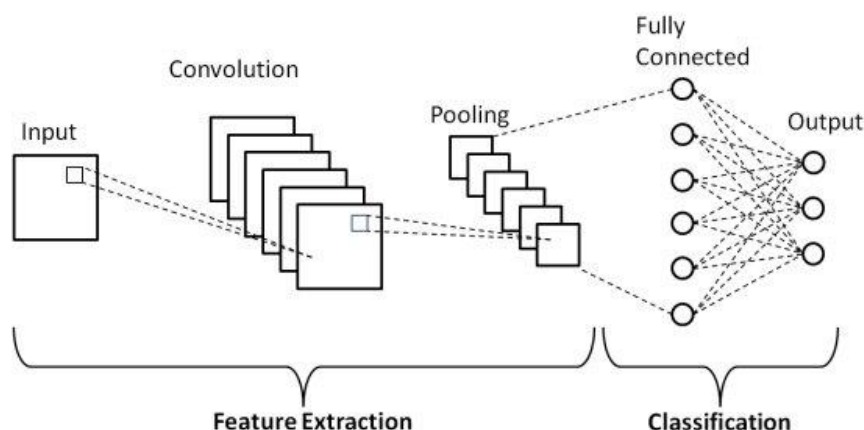 Fully
Connected
Convolution
Pooling
Output
Input
Feature Extraction
Classification